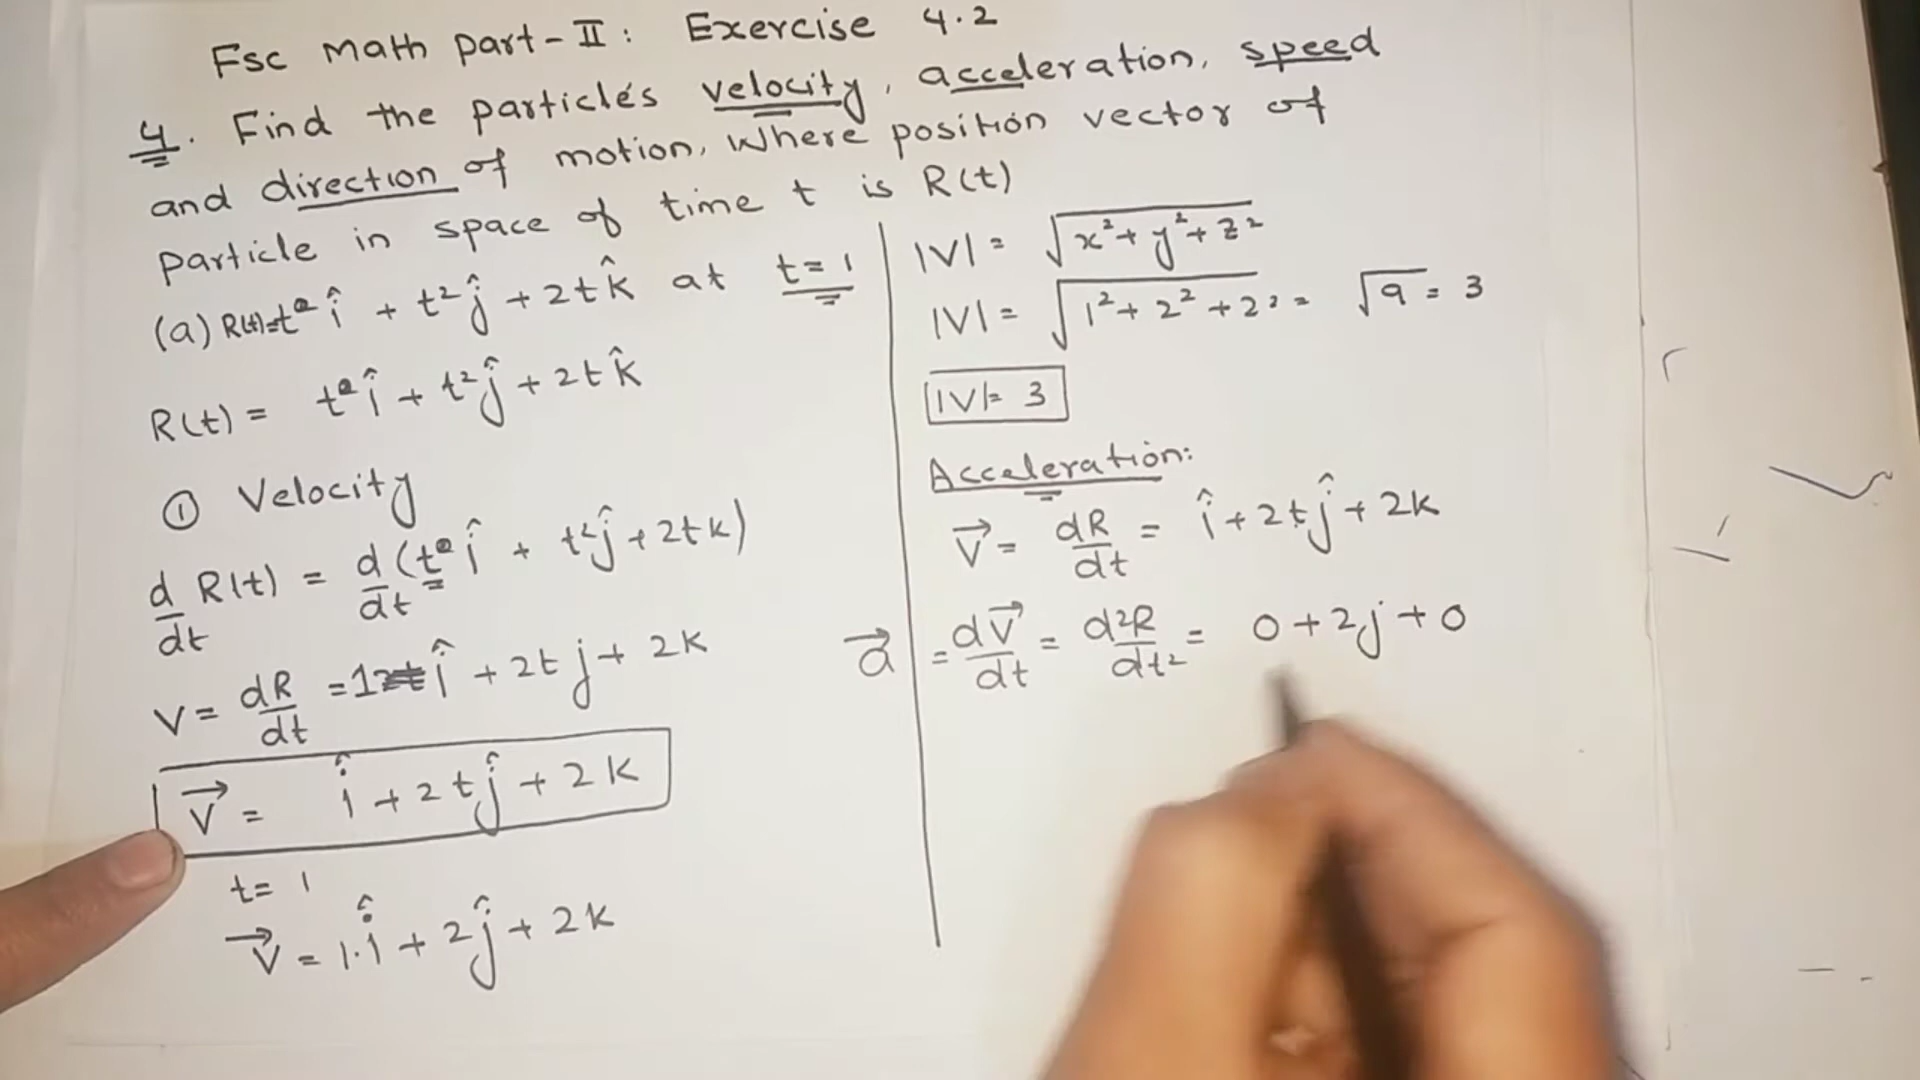 Fsc Math part-II: Exercise 4.2
4. Find the particle's velocity, acceleration, speed
and direction of motion, where position vector of
particle in space of time t is R(t)
(a) R(t)=t î + t² ĵ + 2t k̂ at t=1
R(t) = t î + t² ĵ + 2t k̂
① Velocity
d/dt R(t) = d/dt (t î + t² ĵ + 2t k)
V = dR/dt = 1 î + 2t j + 2k
V⃗ = î + 2t ĵ + 2k
t = 1
V⃗ = 1·î + 2ĵ + 2k
|V| = √(x² + y² + z²)
|V| = √(1² + 2² + 2²) = √9 = 3
|V| = 3
Acceleration:
V⃗ = dR/dt = î + 2t ĵ + 2k
a⃗ = dV⃗/dt = d²R/dt² = 0 + 2j + 0